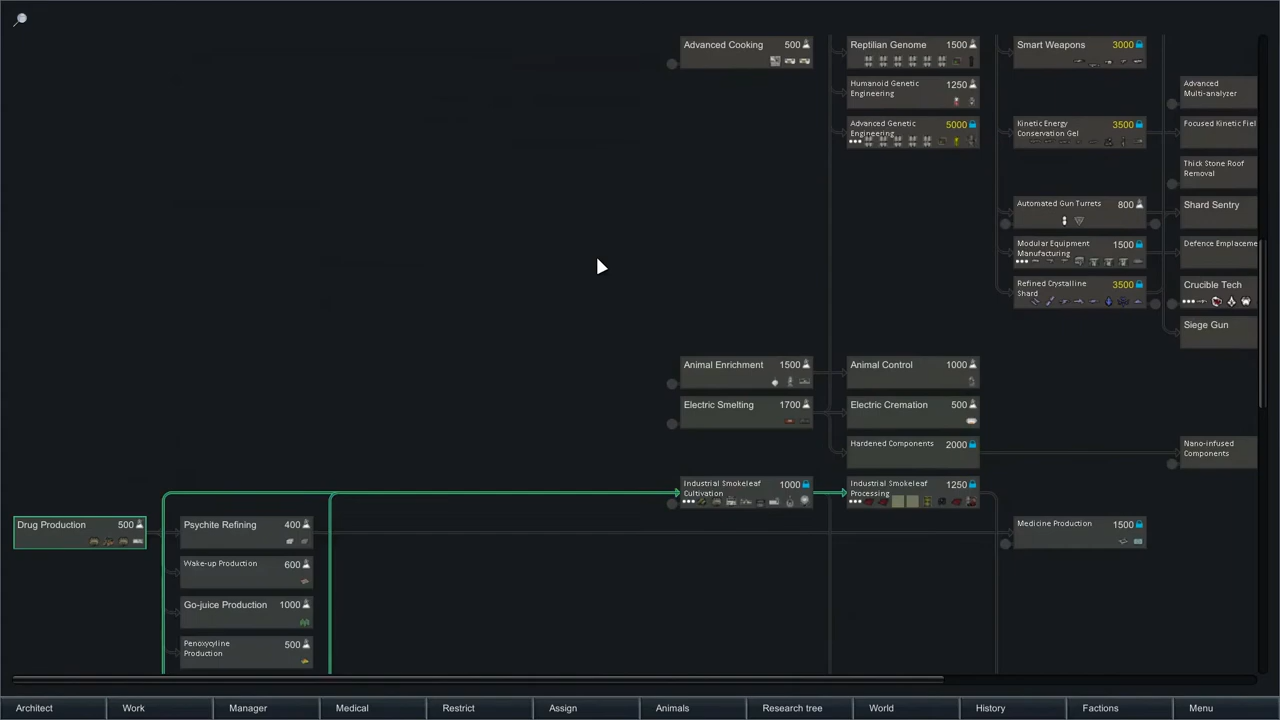 Advanced Cooking 500
Reptilian Genome 1500
Smart Weapons 3000
Humanoid Genetic
Engineering 1250
Advanced
Multi-analyzer
Advanced Genetic
Engineering 5000
Kinetic Energy
Conservation Gel 3500
Focused Kinetic Fiel
Thick Stone Roof
Removal
Automated Gun Turrets 800
Shard Sentry
Modular Equipment
Manufacturing 1500
Defence Emplaceme
Refined Crystalline
Shard 3500
Crucible Tech
Siege Gun
Animal Enrichment 1500
Animal Control 1000
Electric Smelting 1700
Electric Cremation 500
Hardened Components 2000
Nano-infused
Components
Industrial Smokeleaf
Cultivation 1000
Industrial Smokeleaf
Processing 1250
Drug Production 500
Psychite Refining 400
Medicine Production 1500
Wake-up Production 600
Go-juice Production 1000
Penoxycyline
Production 500
Architect Work Manager Medical Restrict Assign Animals Research tree World History Factions Menu